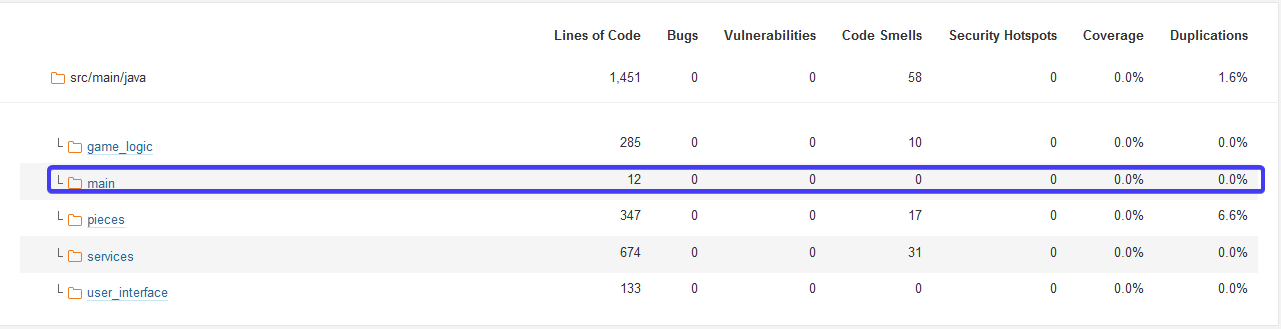 Lines of Code Bugs Vulnerabilities Code Smells Security Hotspots Coverage Duplications
src/main/java 1,451 0 0 58 0 0.0% 1.6%
game_logic 285 0 0 10 0 0.0% 0.0%
main 12 0 0 0 0 0.0% 0.0%
pieces 347 0 0 17 0 0.0% 6.6%
services 674 0 0 31 0 0.0% 0.0%
user_interface 133 0 0 0 0 0.0% 0.0%